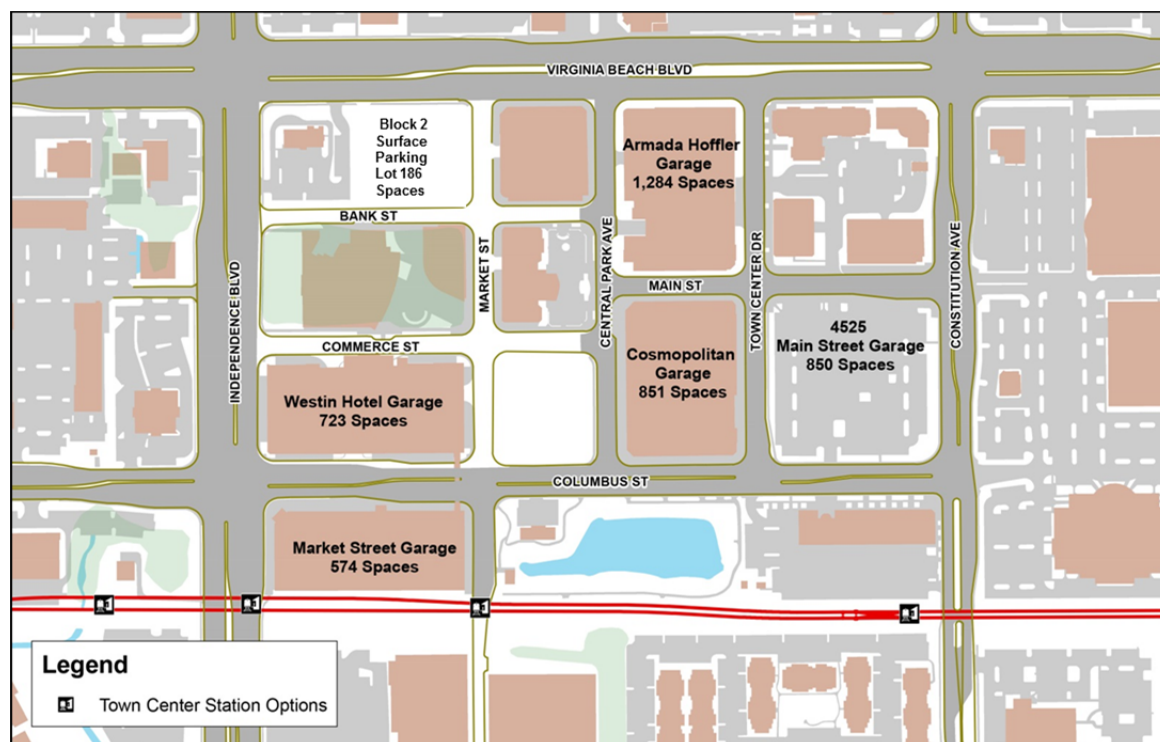 VIRGINIA BEACH BLVD
Block 2
Surface
Parking
Lot 186
Spaces
Armada Hoffler
Garage
1,284 Spaces
BANK ST
MARKET ST
CENTRAL PARK AVE
MAIN ST
TOWN CENTER DR
CONSTITUTION AVE
INDEPENDENCE BLVD
COMMERCE ST
4525
Main Street Garage
850 Spaces
Cosmopolitan
Garage
851 Spaces
Westin Hotel Garage
723 Spaces
COLUMBUS ST
Market Street Garage
574 Spaces
Legend
Town Center Station Options